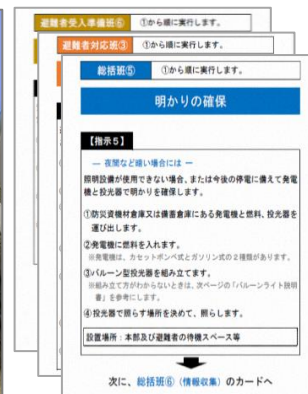 避難者受入準備班⑥ ①から順に実行します。
避難者対応班③ ①から順に実行します。
総括班⑤ ①から順に実行します。
明かりの確保
【指示5】
― 夜間など暗い場合には ―
照明設備が使用できない場合、または今後の停電に備えて発電
機と投光器で明かりを確保します。
①防災資機材倉庫又は備蓄倉庫にある発電機と燃料、投光器を
運び出します。
②発電機に燃料を入れます。
※発電機は、カセットボンベ式とガソリン式の2種類があります。
③バルーン型投光器を組み立てます。
※組み立て方がわからないときは、次ページの「バルーンライト説明
書」を参考にします。
④投光器で照らす場所を決めて、照らします。
設置場所：本部及び避難者の待機スペース等
次に、総括班⑥（情報収集）のカードへ